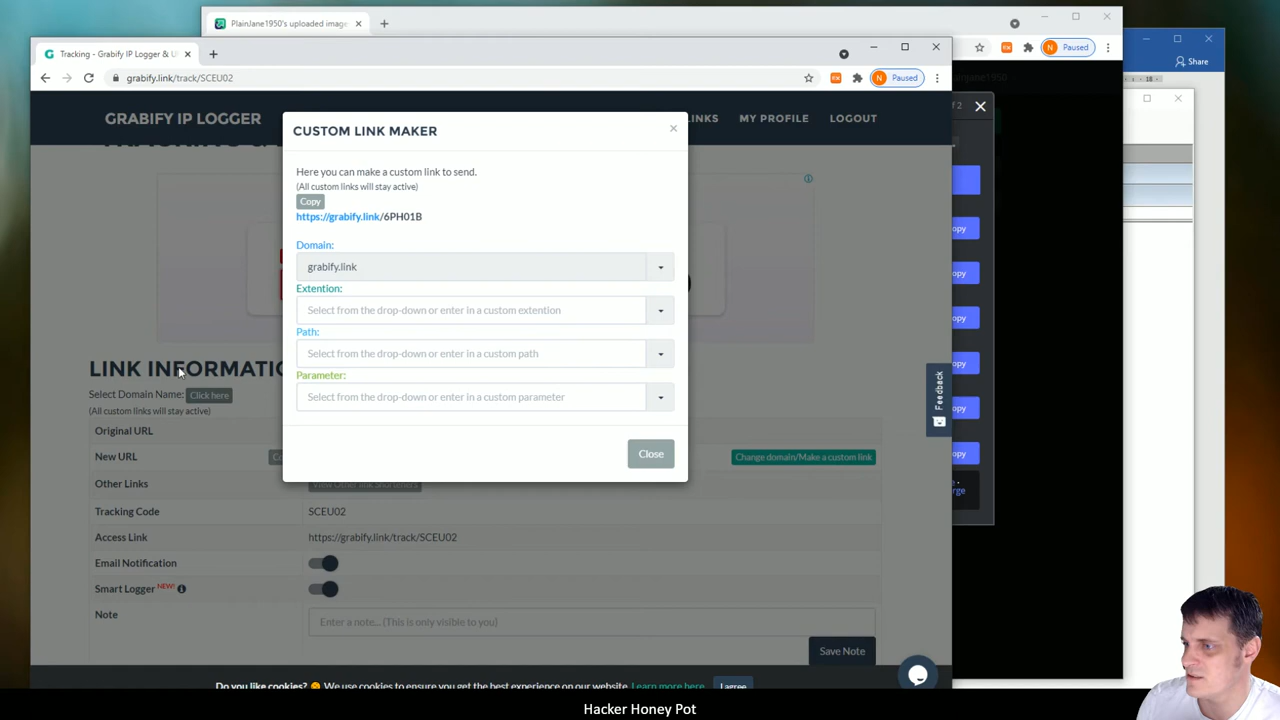 PlainJane1950's uploaded image
Paused
Share
Tracking - Grabify IP Logger & U
grabify.link/track/SCEU02
Paused
GRABIFY IP LOGGER
LINKS
MY PROFILE
LOGOUT
CUSTOM LINK MAKER
Here you can make a custom link to send.
(All custom links will stay active)
Copy
https://grabify.link/6PH01B
Domain:
grabify.link
Extention:
Select from the drop-down or enter in a custom extention
Path:
Select from the drop-down or enter in a custom path
Parameter:
Select from the drop-down or enter in a custom parameter
Close
Feedback
LINK INFORMATIO
Select Domain Name: Click here
(All custom links will stay active)
Original URL
New URL
Change domain/Make a custom link
Other Links
View Other link Shorteners
Tracking Code
SCEU02
Access Link
https://grabify.link/track/SCEU02
Email Notification
Smart Logger NEW!
Note
Enter a note... (This is only visible to you)
Save Note
Do you like cookies? We use cookies to ensure you get the best experience on our website. Learn more here
I agree
Hacker Honey Pot